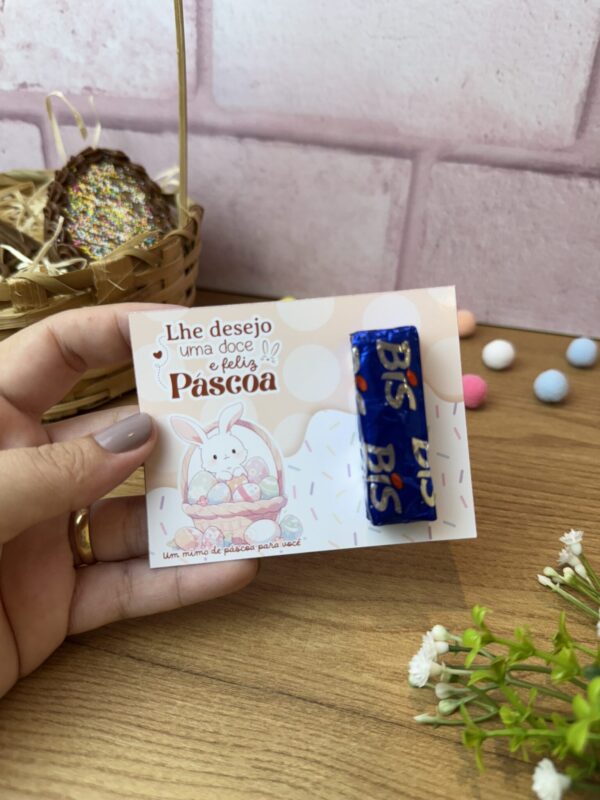 Lhe desejo
uma doce
e feliz
Páscoa
Um mimo de páscoa para você
BiS
BiS
BiS